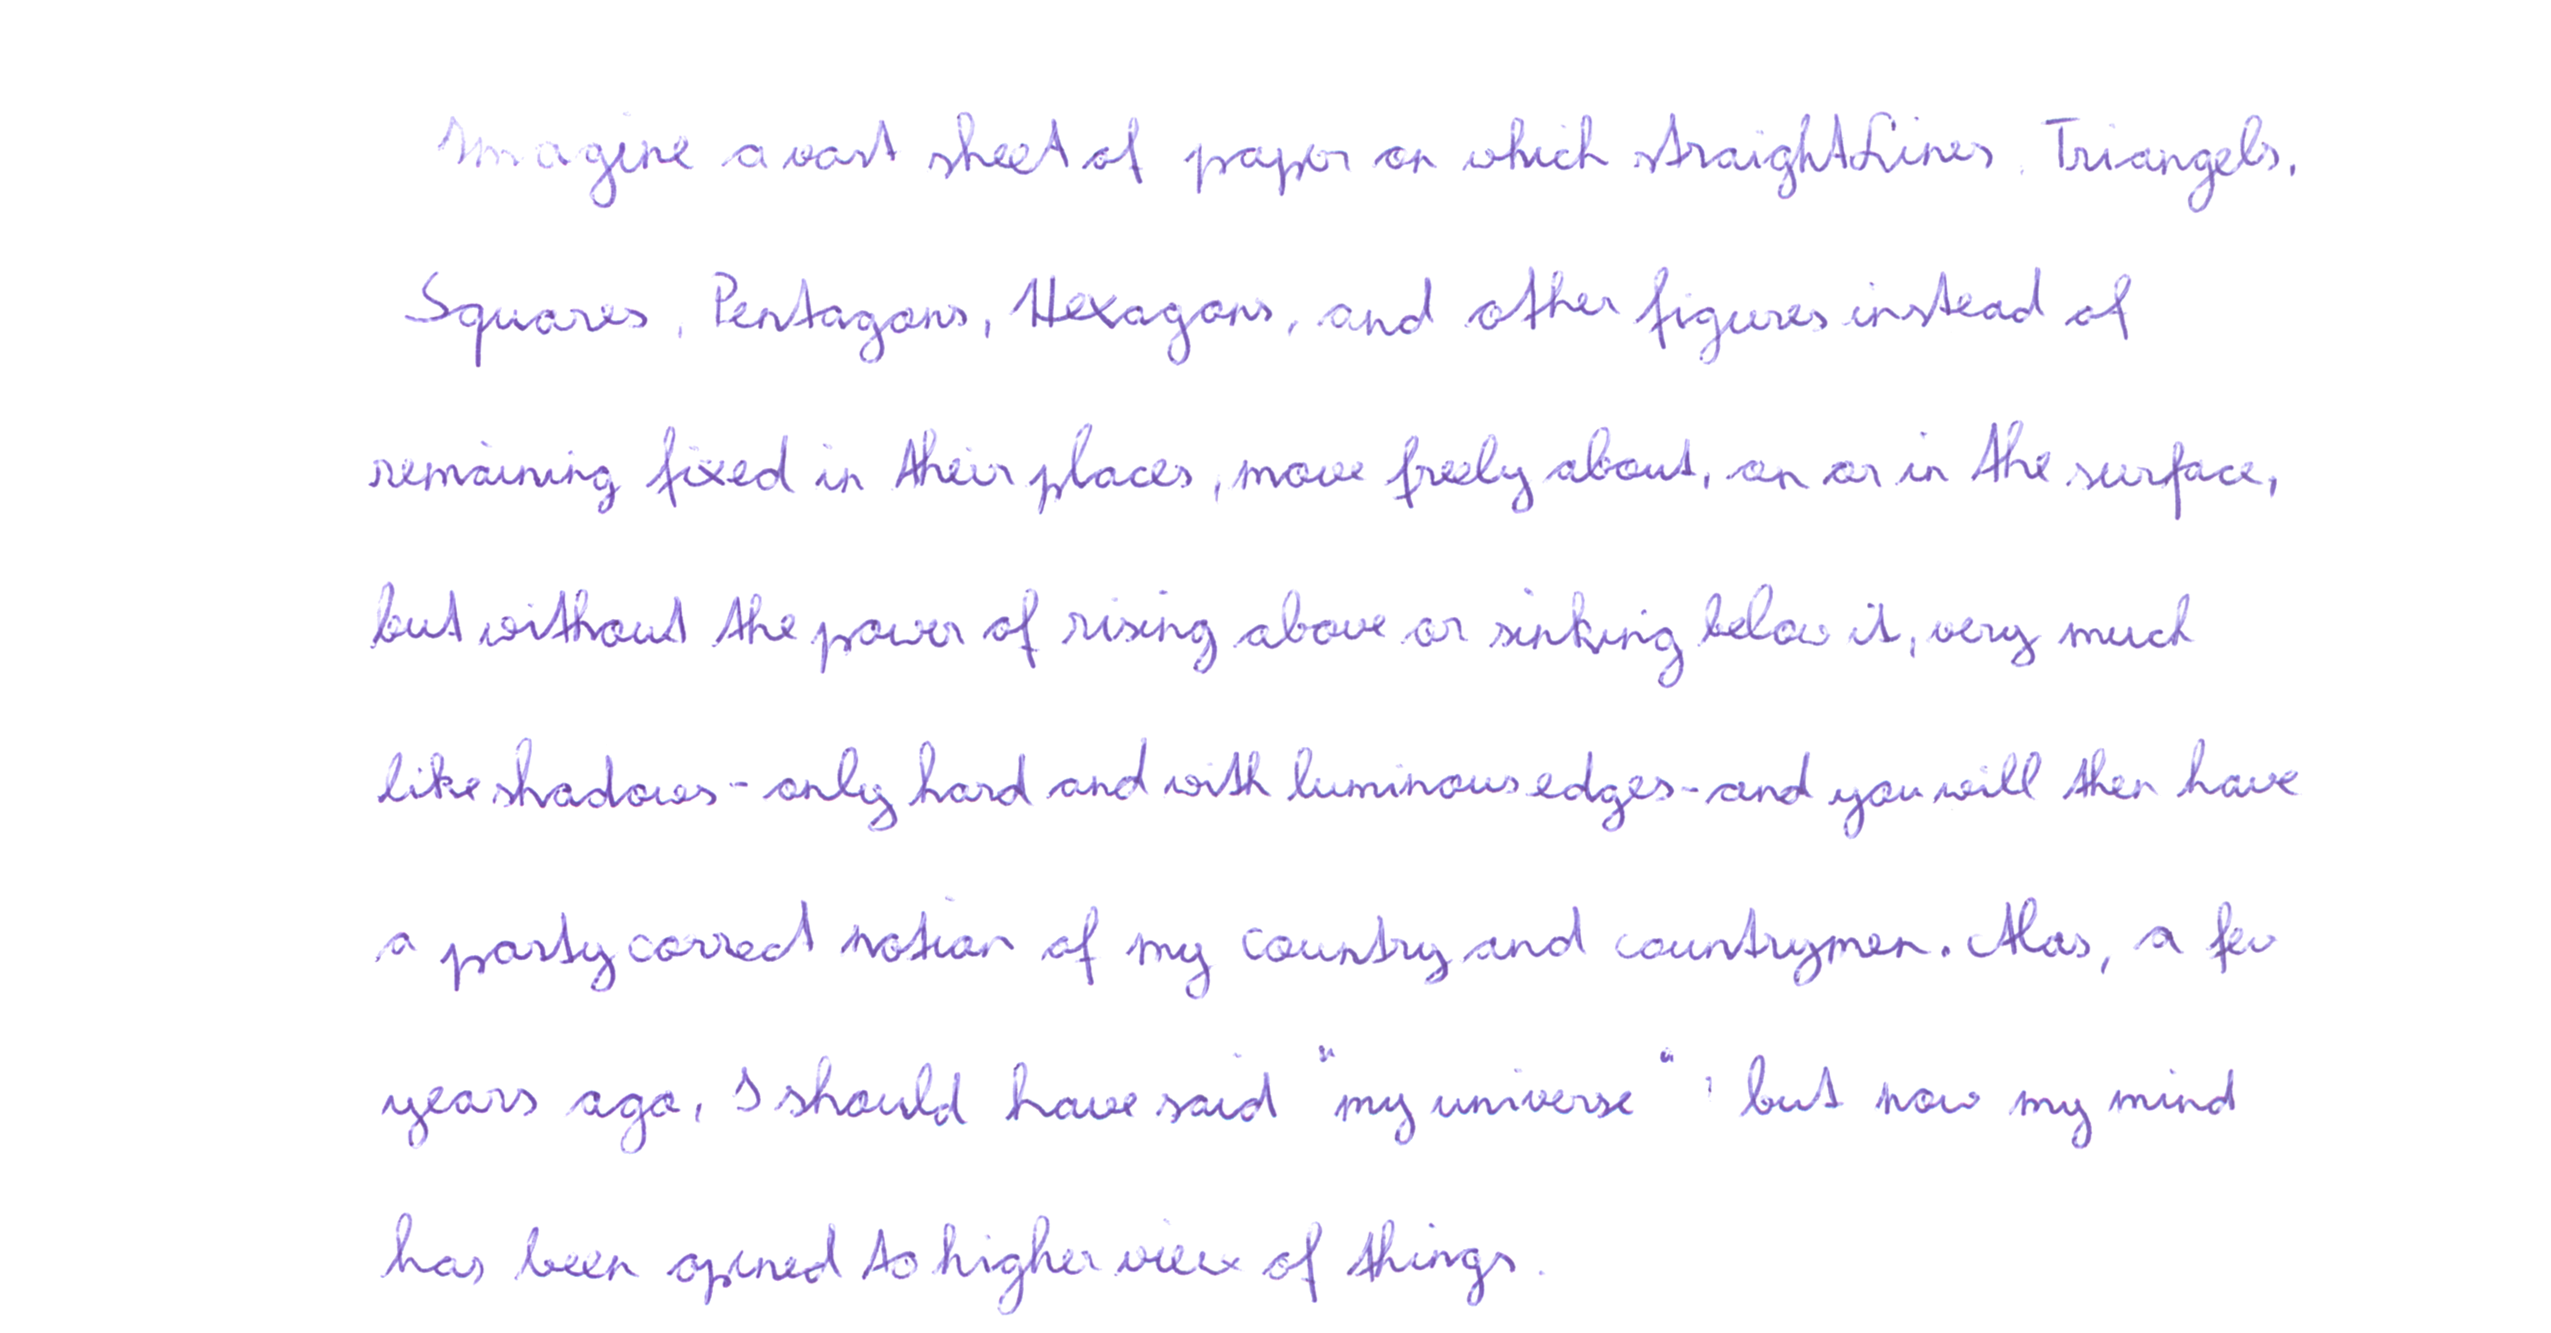 Imagine a vast sheet of paper on which straight Lines, Triangels,
Squares, Pentagons, Hexagons, and other figures instead of
remaining fixed in their places, move freely about, on or in the surface,
but without the power of rising above or sinking below it, very much
like shadows - only hard and with luminous edges - and you will then have
a party correct notion of my country and countrymen. Alas, a few
years ago, I should have said "my universe"; but now my mind
has been opened to higher view of things.